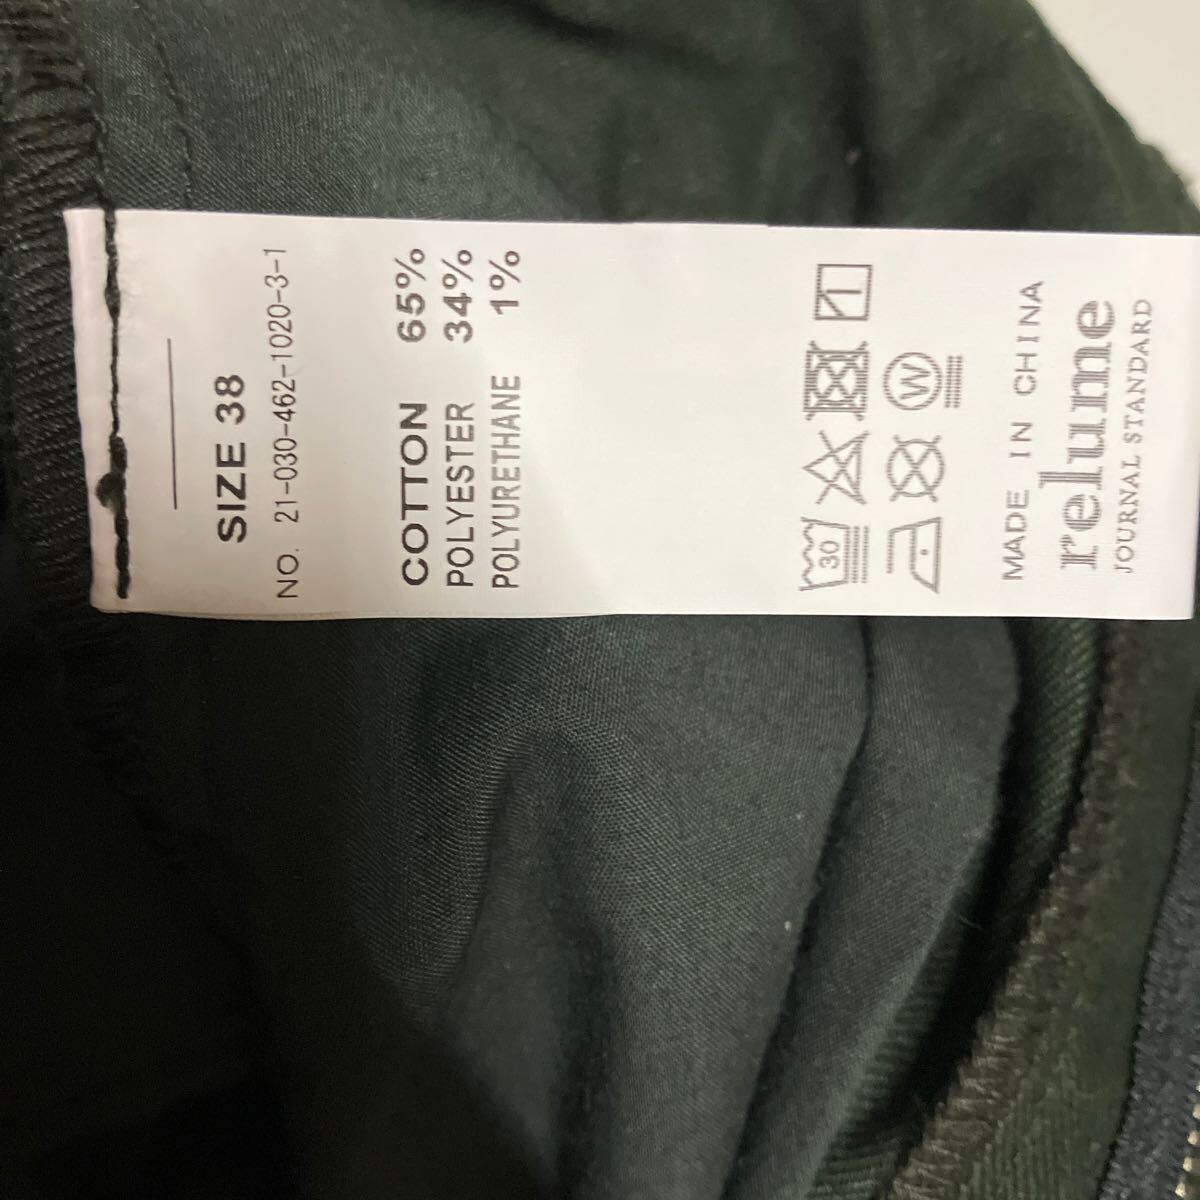 SIZE 38
NO. 21-030-462-1020-3-1
COTTON 65%
POLYESTER 34%
POLYURETHANE 1%
30
W
MADE IN CHINA
relume
JOURNAL STANDARD